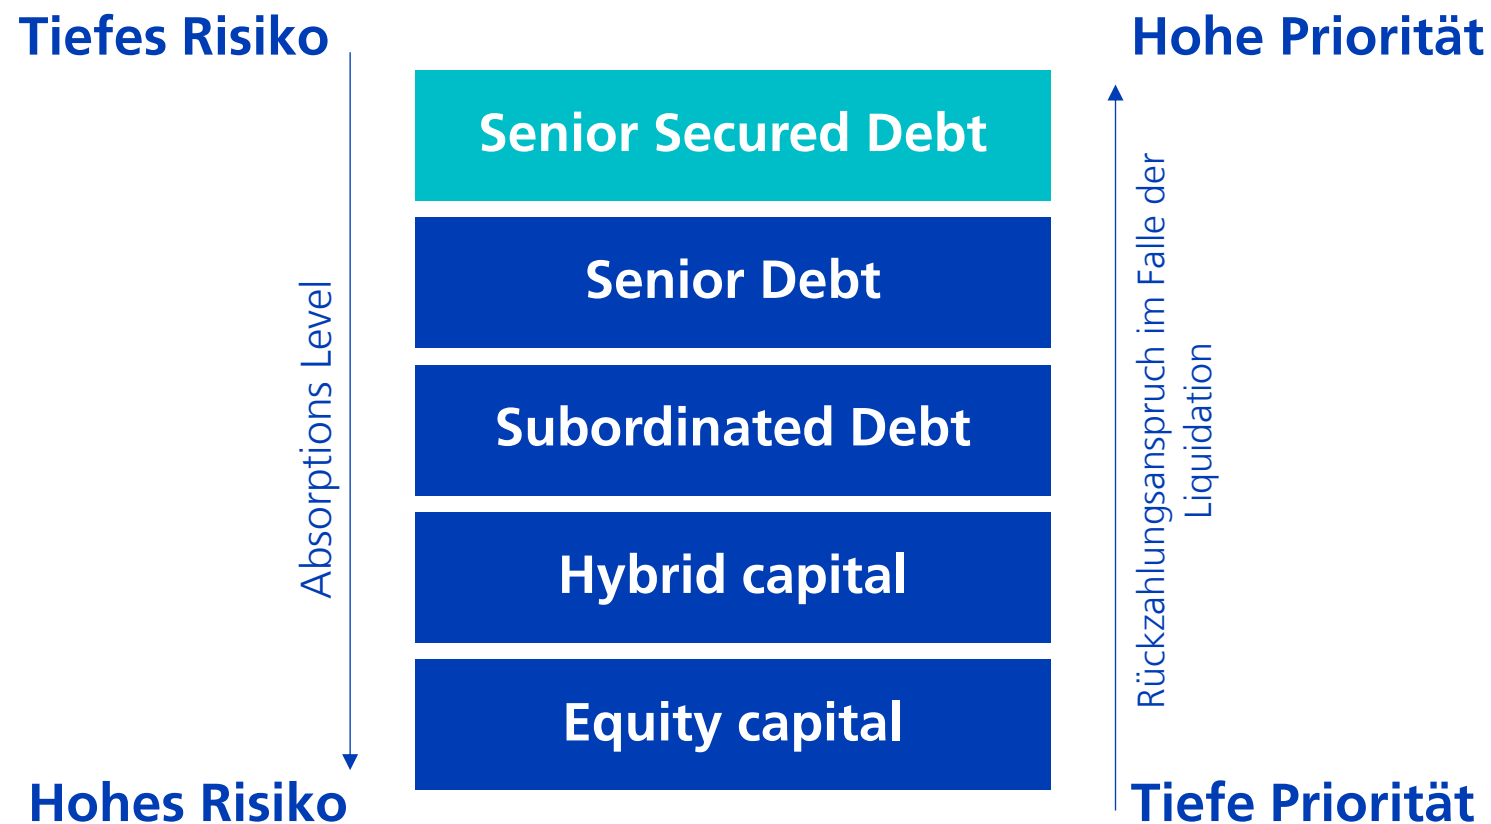 Tiefes Risiko
Hohe Priorität
Senior Secured Debt
Senior Debt
Subordinated Debt
Hybrid capital
Equity capital
Absorptions Level
Rückzahlungsanspruch im Falle der
Liquidation
Hohes Risiko
Tiefe Priorität